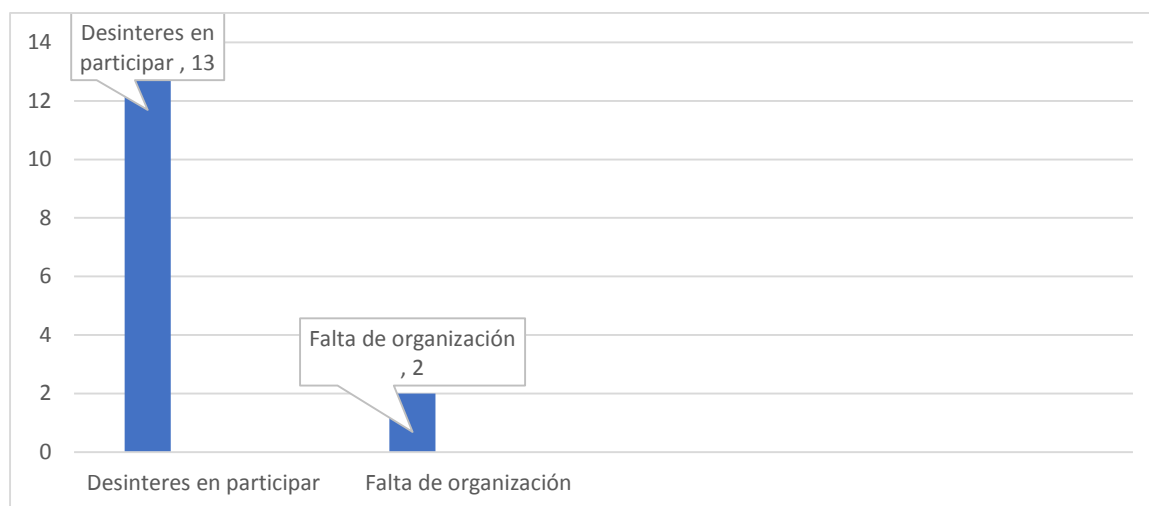 14
12
10
8
6
4
2
0
Desinteres en
participar , 13
Falta de organización
, 2
Desinteres en participar
Falta de organización